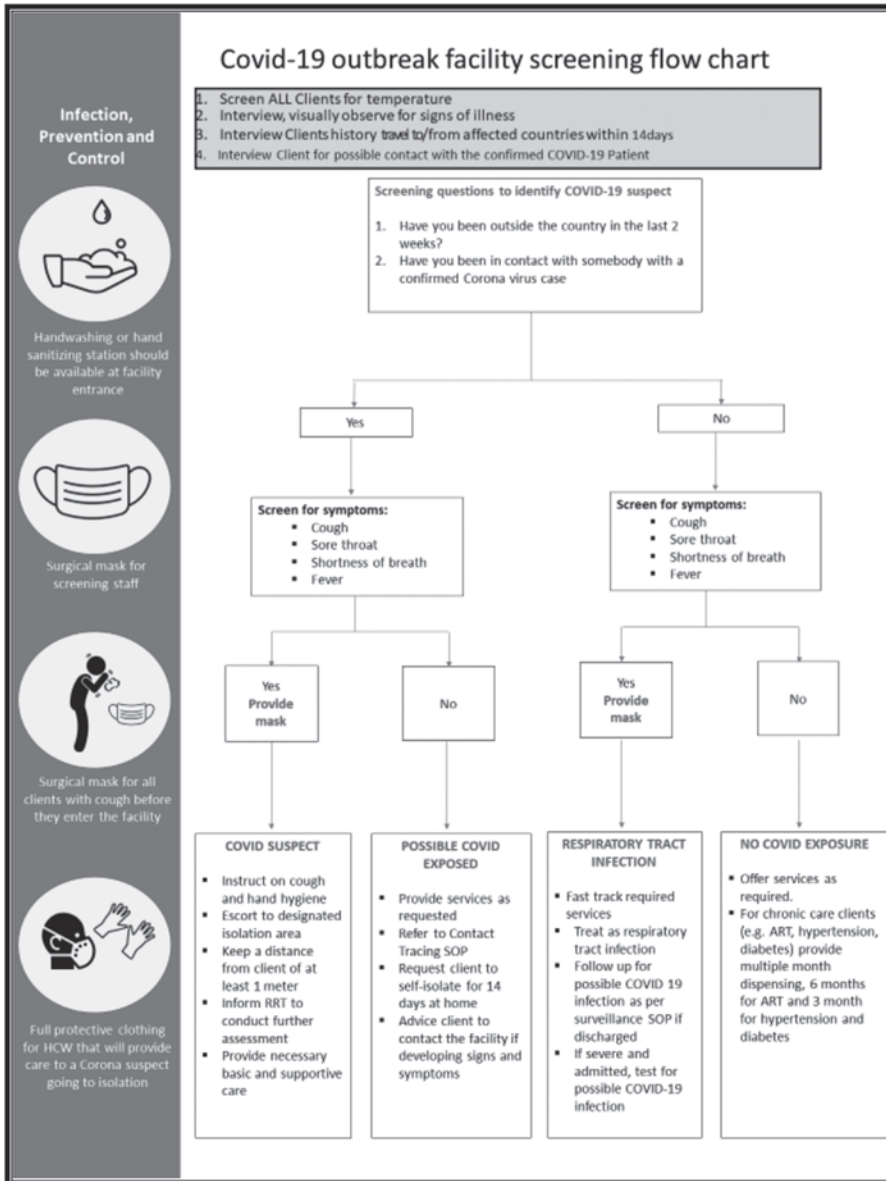 Covid-19 outbreak facility screening flow chart
1. Screen ALL Clients for temperature
2. Interview, visually observe for signs of illness
3. Interview Clients history travel to/from affected countries within 14days
4. Interview Client for possible contact with the confirmed COVID-19 Patient
Infection,
Prevention and
Control
Handwashing or hand
sanitizing station should
be available at facility
entrance
Surgical mask for
screening staff
Surgical mask for all
clients with cough before
they enter the facility
Full protective clothing
for HCW that will provide
care to a Corona suspect
going to isolation
Screening questions to identify COVID-19 suspect
1. Have you been outside the country in the last 2
weeks?
2. Have you been in contact with somebody with a
confirmed Corona virus case
Yes
No
Screen for symptoms:
▪ Cough
▪ Sore throat
▪ Shortness of breath
▪ Fever
Screen for symptoms:
▪ Cough
▪ Sore throat
▪ Shortness of breath
▪ Fever
Yes
Provide
mask
No
Yes
Provide
mask
No
COVID SUSPECT
▪ Instruct on cough
and hand hygiene
▪ Escort to designated
isolation area
▪ Keep a distance
from client of at
least 1 meter
▪ Inform RRT to
conduct further
assessment
▪ Provide necessary
basic and supportive
care
POSSIBLE COVID
EXPOSED
▪ Provide services as
requested
▪ Refer to Contact
Tracing SOP
▪ Request client to
self-isolate for 14
days at home
▪ Advice client to
contact the facility if
developing signs and
symptoms
RESPIRATORY TRACT
INFECTION
▪ Fast track required
services
▪ Treat as respiratory
tract infection
▪ Follow up for
possible COVID 19
infection as per
surveillance SOP if
discharged
▪ If severe and
admitted, test for
possible COVID-19
infection
NO COVID EXPOSURE
▪ Offer services as
required.
▪ For chronic care clients
(e.g. ART, hypertension,
diabetes) provide
multiple month
dispensing, 6 months
for ART and 3 month
for hypertension and
diabetes